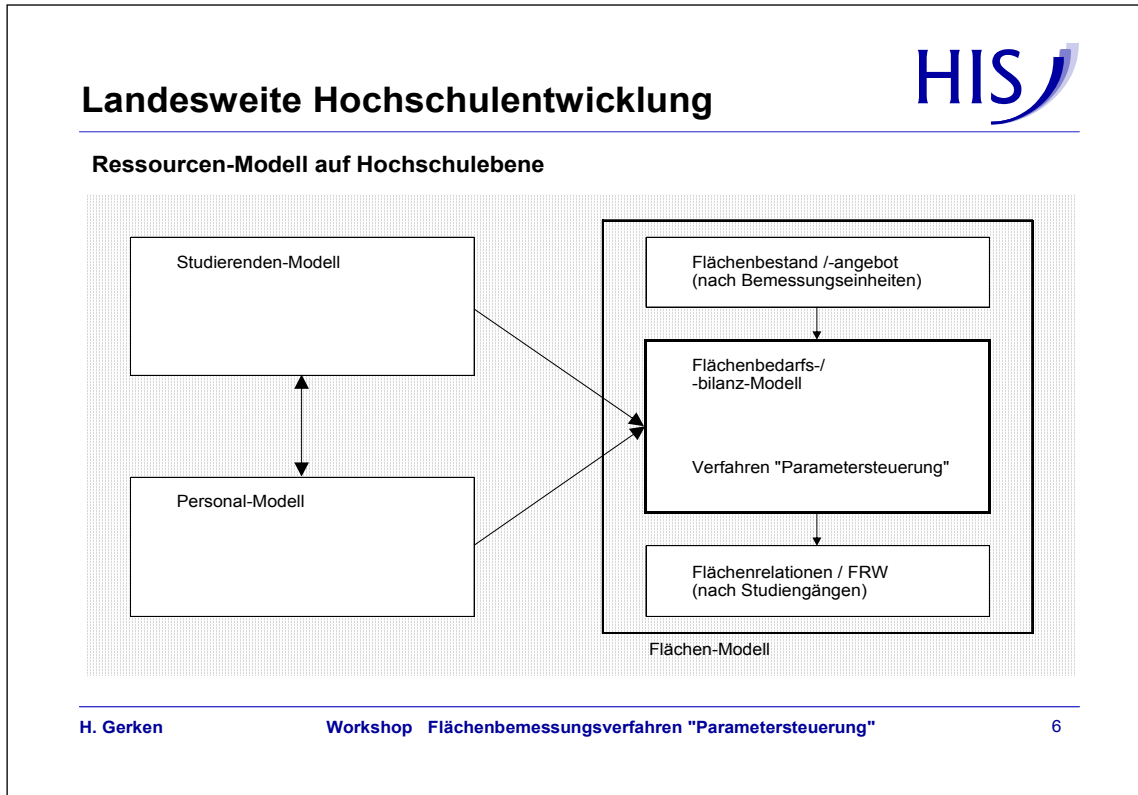 HIS
Landesweite Hochschulentwicklung
Ressourcen-Modell auf Hochschulebene
Studierenden-Modell
Personal-Modell
Flächenbestand /-angebot
(nach Bemessungseinheiten)
Flächenbedarfs-/
-bilanz-Modell
Verfahren "Parametersteuerung"
Flächenrelationen / FRW
(nach Studiengängen)
Flächen-Modell
H. Gerken Workshop Flächenbemessungsverfahren "Parametersteuerung" 6